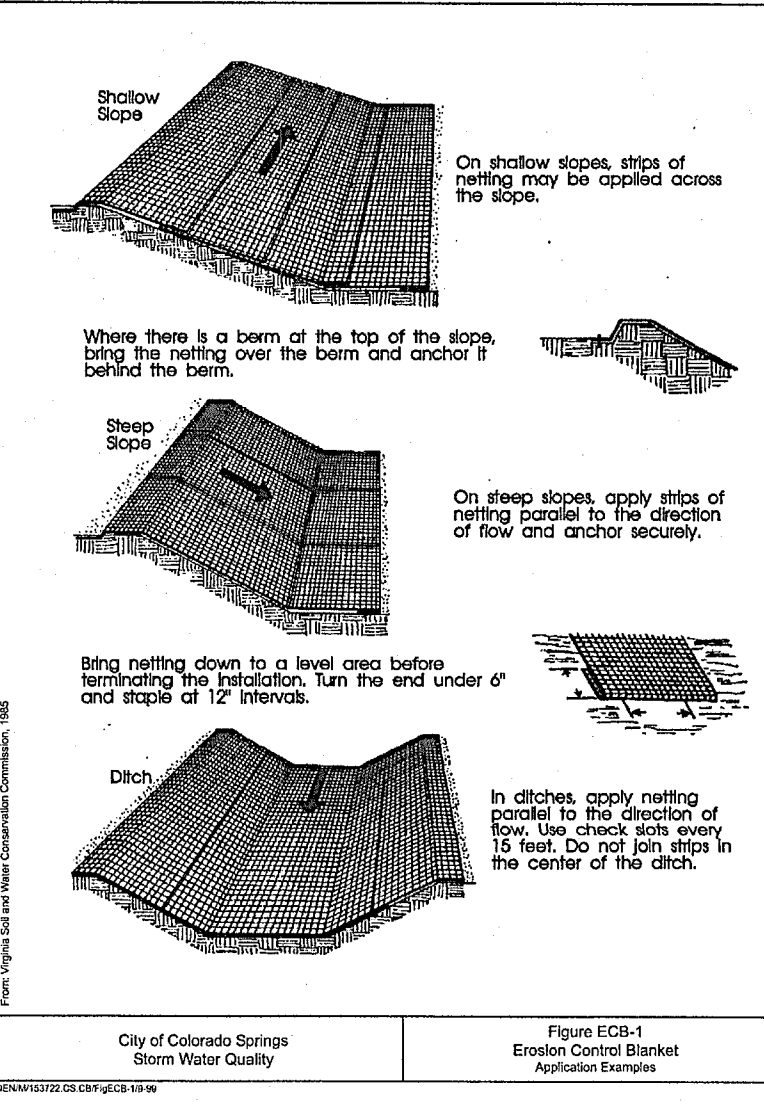 Shallow
Slope
On shallow slopes, strips of
netting may be applied across
the slope.
Where there is a berm at the top of the slope,
bring the netting over the berm and anchor it
behind the berm.
Steep
Slope
On steep slopes, apply strips of
netting parallel to the direction
of flow and anchor securely.
Bring netting down to a level area before
terminating the installation. Turn the end under 6"
and staple at 12" intervals.
Ditch
In ditches, apply netting
parallel to the direction of
flow. Use check slots every
15 feet. Do not join strips in
the center of the ditch.
From: Virginia Soil and Water Conservation Commission, 1985
City of Colorado Springs
Storm Water Quality
Figure ECB-1
Erosion Control Blanket
Application Examples
DEN/M/153722.CS.CB/FigECB-1/9-99